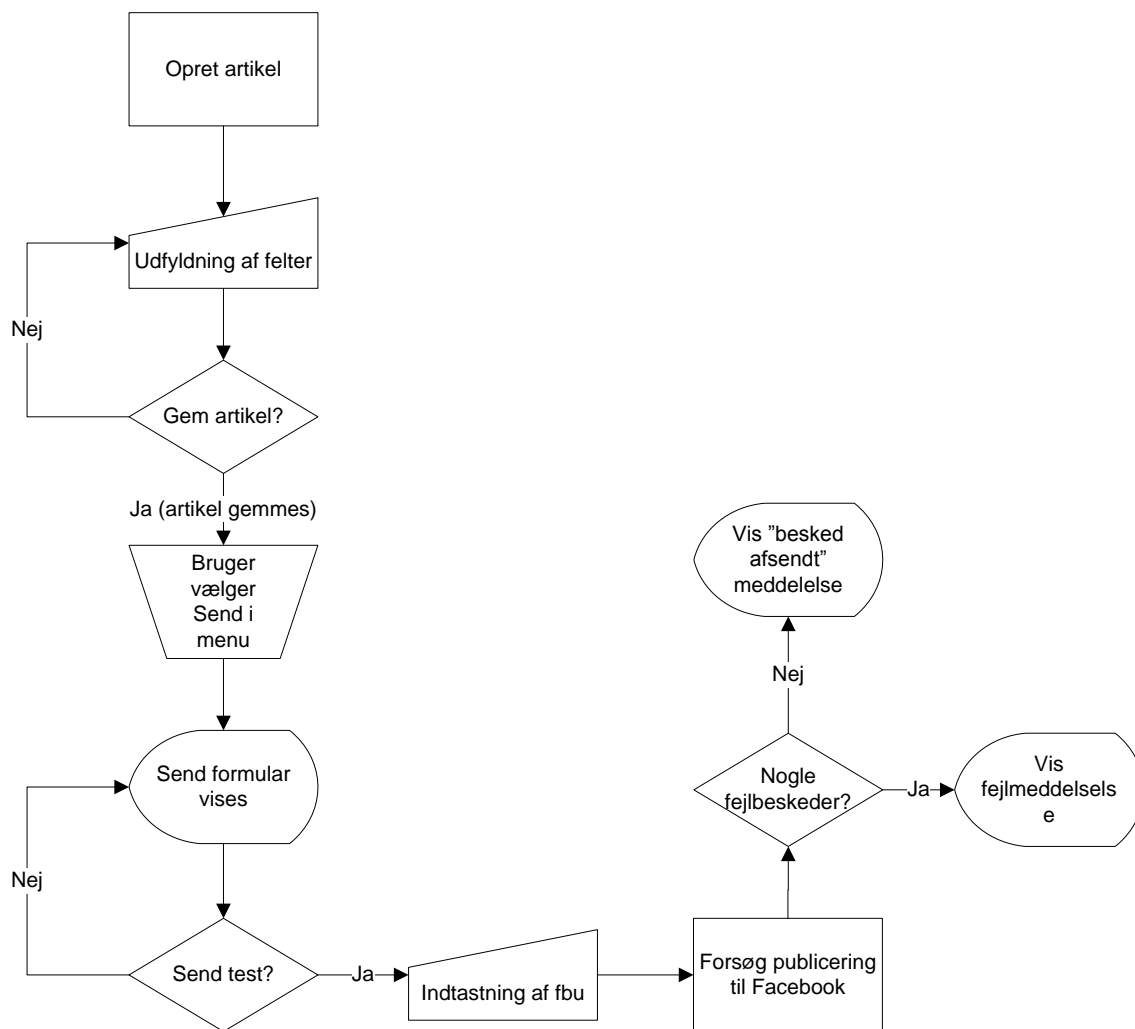 Opret artikel
Udfyldning af felter
Nej
Gem artikel?
Ja (artikel gemmes)
Bruger
vælger
Send i
menu
Send formular
vises
Nej
Send test?
Ja
Indtastning af fbu
Forsøg publicering
til Facebook
Nogle
fejlbeskeder?
Ja
Vis
fejlmeddelsels
e
Nej
Vis ”besked
afsendt”
meddelelse